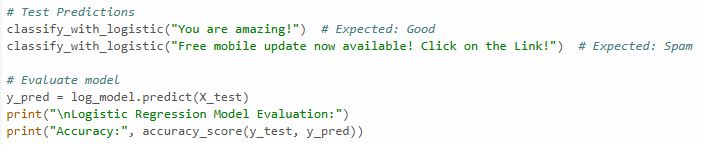 # Test Predictions
classify_with_logistic("You are amazing!")  # Expected: Good
classify_with_logistic("Free mobile update now available! Click on the Link!")  # Expected: Spam

# Evaluate model
y_pred = log_model.predict(X_test)
print("\nLogistic Regression Model Evaluation:")
print("Accuracy:", accuracy_score(y_test, y_pred))